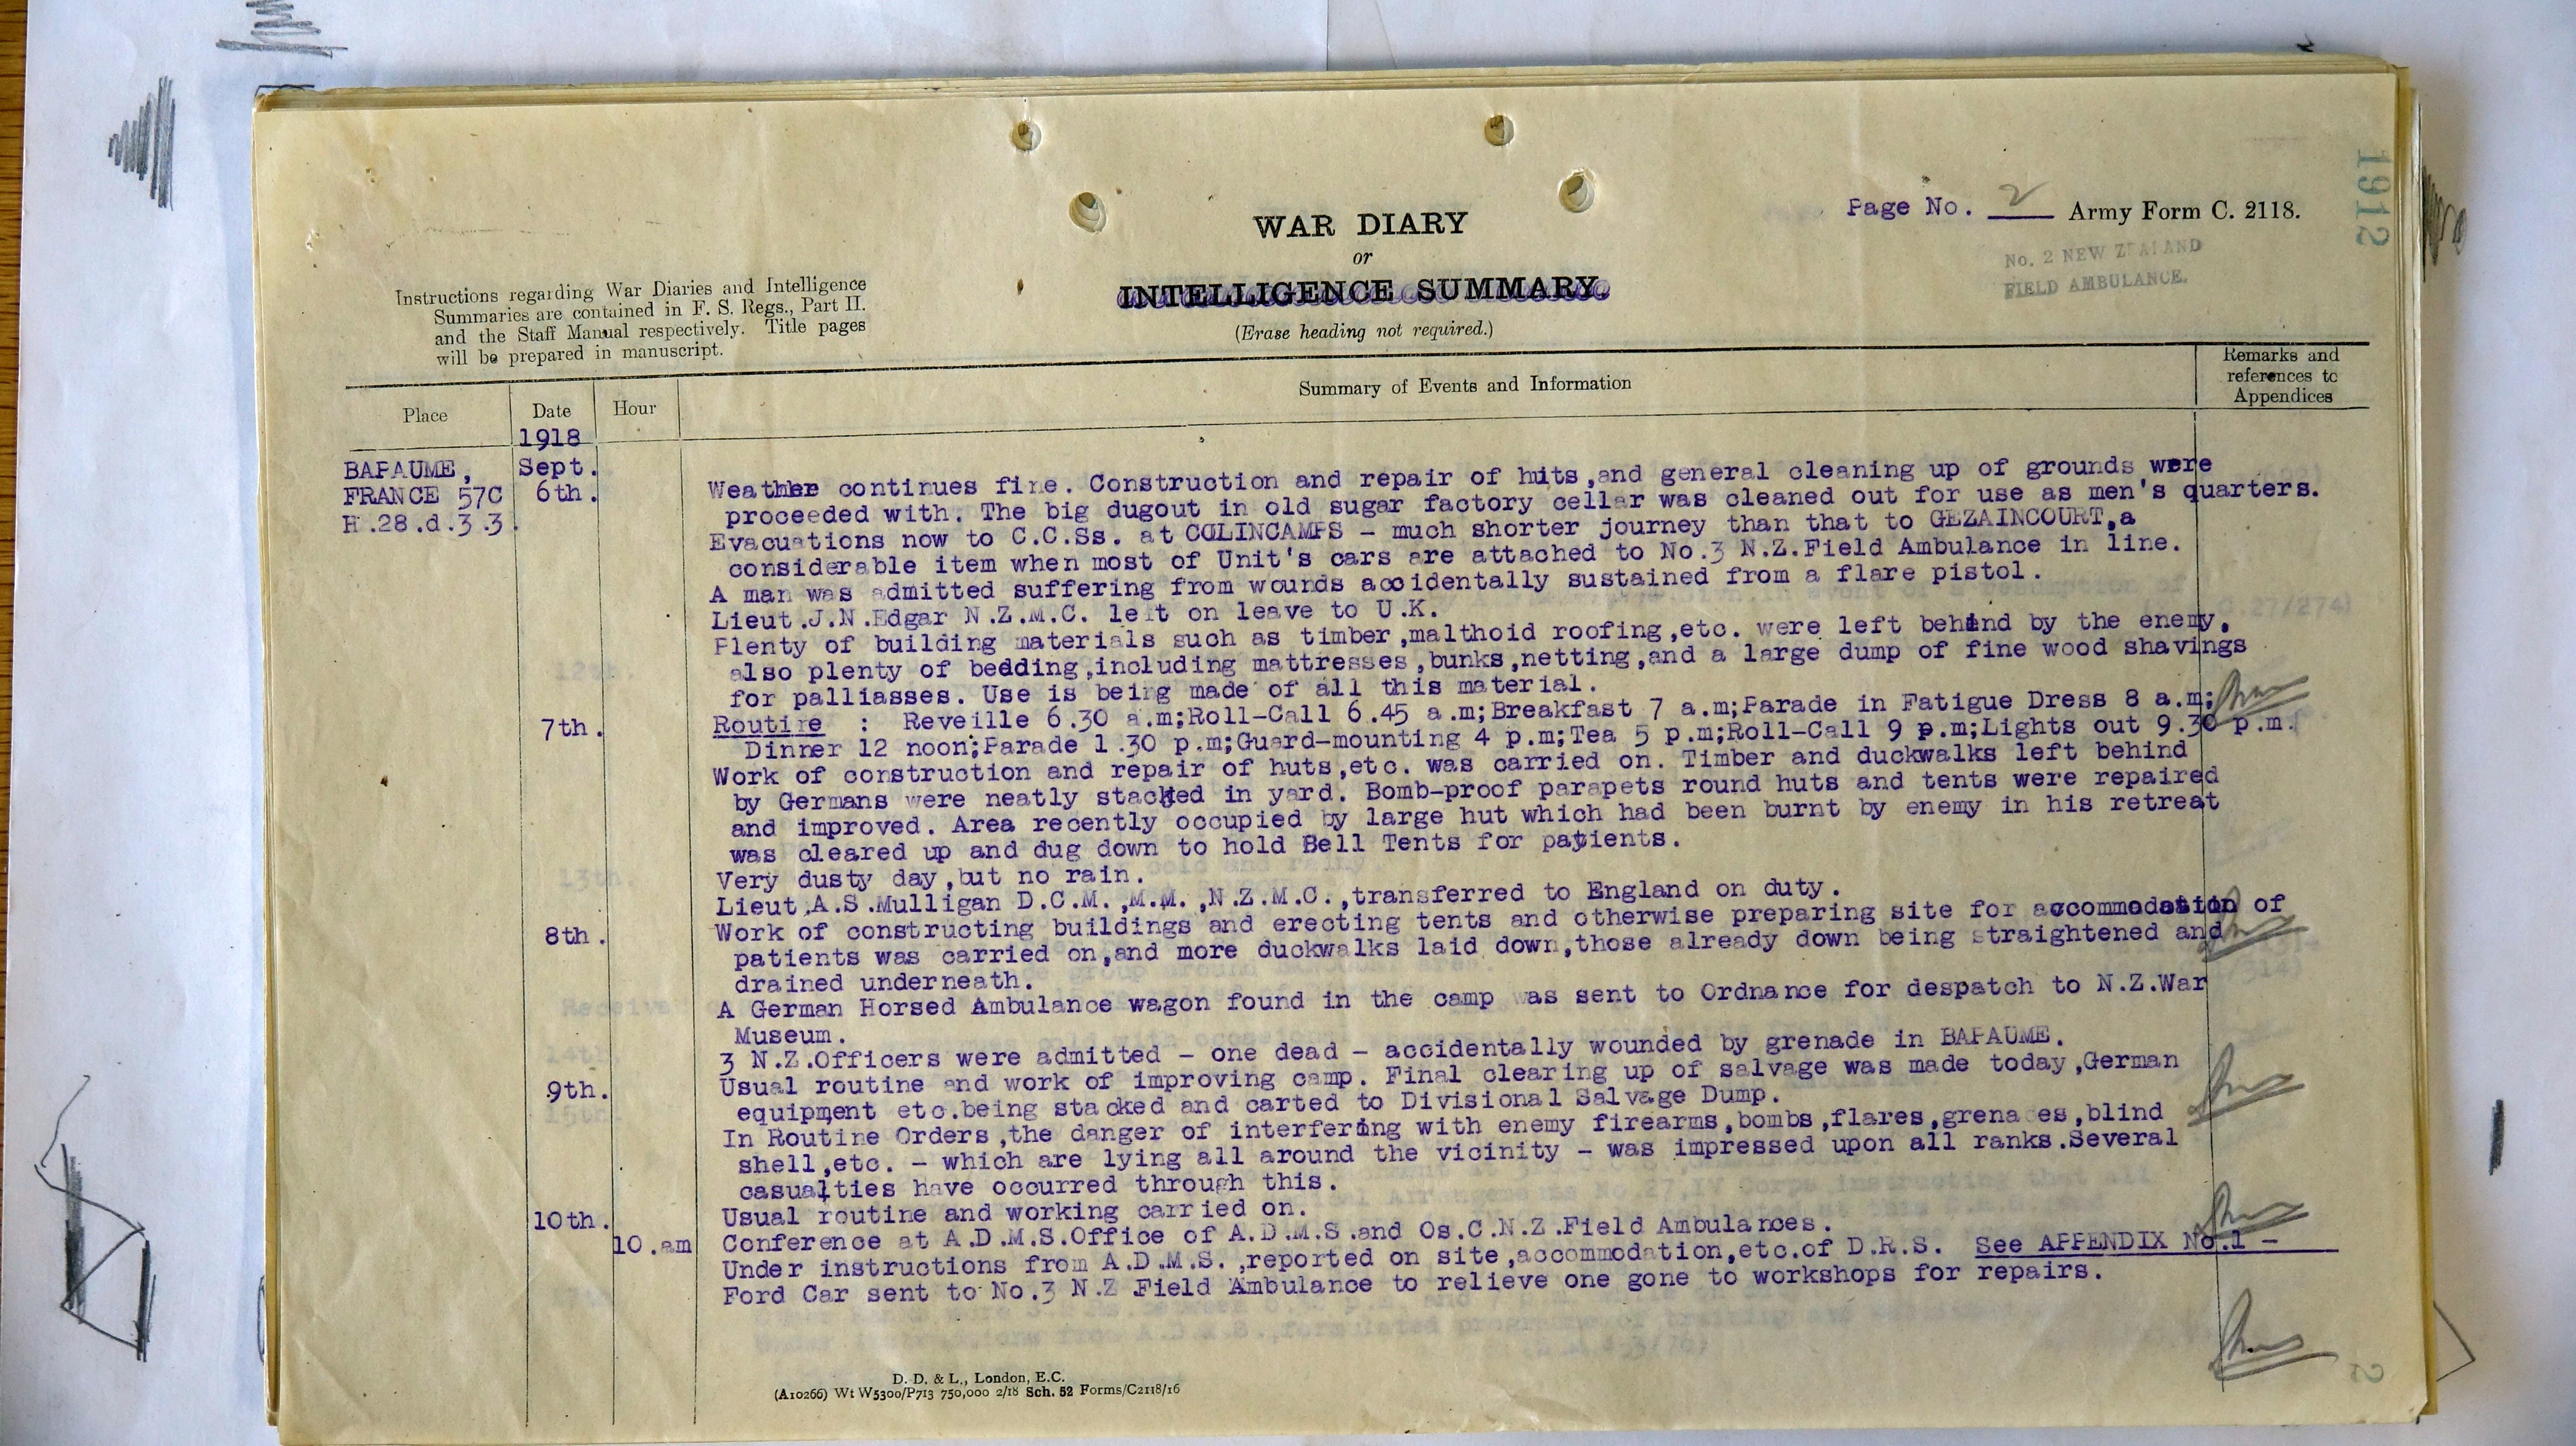 Page No. 2 Army Form C. 2118.
1912
No. 2 NEW ZEALAND
FIELD AMBULANCE.
WAR DIARY
or
INTELLIGENCE SUMMARY.
(Erase heading not required.)
Instructions regarding War Diaries and Intelligence
Summaries are contained in F. S. Regs., Part II.
and the Staff Manual respectively. Title pages
will be prepared in manuscript.
Place Date Hour Summary of Events and Information Remarks and
references to
Appendices
1918
BAPAUME, Sept.
FRANCE 57C 6th.
H.28.d.3.3.
Weather continues fine. Construction and repair of huts,and general cleaning up of grounds were
proceeded with. The big dugout in old sugar factory cellar was cleaned out for use as men's quarters.
Evacuations now to C.C.Ss. at COLINCAMPS - much shorter journey than that to GEZAINCOURT,a
considerable item when most of Unit's cars are attached to No.3 N.Z.Field Ambulance in line.
A man was admitted suffering from wounds accidentally sustained from a flare pistol.
Lieut.J.N.Edgar N.Z.M.C. left on leave to U.K.
Plenty of building materials such as timber,malthoid roofing,etc. were left behind by the enemy,
also plenty of bedding,including mattresses,bunks,netting,and a large dump of fine wood shavings
for palliasses. Use is being made of all this material.
7th. Routine : Reveille 6.30 a.m;Roll-Call 6.45 a.m;Breakfast 7 a.m;Parade in Fatigue Dress 8 a.m;
Dinner 12 noon;Parade 1.30 p.m;Guard-mounting 4 p.m;Tea 5 p.m;Roll-Call 9 p.m;Lights out 9.30 p.m.
Work of construction and repair of huts,etc. was carried on. Timber and duckwalks left behind
by Germans were neatly stacked in yard. Bomb-proof parapets round huts and tents were repaired
and improved. Area recently occupied by large hut which had been burnt by enemy in his retreat
was cleared up and dug down to hold Bell Tents for patients.
Very dusty day,but no rain.
Lieut.A.S.Mulligan D.C.M.,M.M.,N.Z.M.C.,transferred to England on duty.
8th. Work of constructing buildings and erecting tents and otherwise preparing site for accommodation of
patients was carried on,and more duckwalks laid down,those already down being straightened and
drained underneath.
A German Horsed Ambulance wagon found in the camp was sent to Ordnance for despatch to N.Z.War
Museum.
3 N.Z.Officers were admitted - one dead - accidentally wounded by grenade in BAPAUME.
9th. Usual routine and work of improving camp. Final clearing up of salvage was made today,German
equipment etc.being stacked and carted to Divisional Salvage Dump.
In Routine Orders,the danger of interfering with enemy firearms,bombs,flares,grenades,blind
shell,etc. - which are lying all around the vicinity - was impressed upon all ranks.Several
casualties have occurred through this.
10th. Usual routine and working carried on.
10.am Conference at A.D.M.S.Office of A.D.M.S.and Os.C.N.Z.Field Ambulances.
Under instructions from A.D.M.S.,reported on site,accommodation,etc.of D.R.S. See APPENDIX No.1 -
Ford Car sent to No.3 N.Z Field Ambulance to relieve one gone to workshops for repairs.
D. D. & L., London, E.C.
(A10266) Wt W5300/P713 750,000 2/18 Sch. 52 Forms/C2118/16